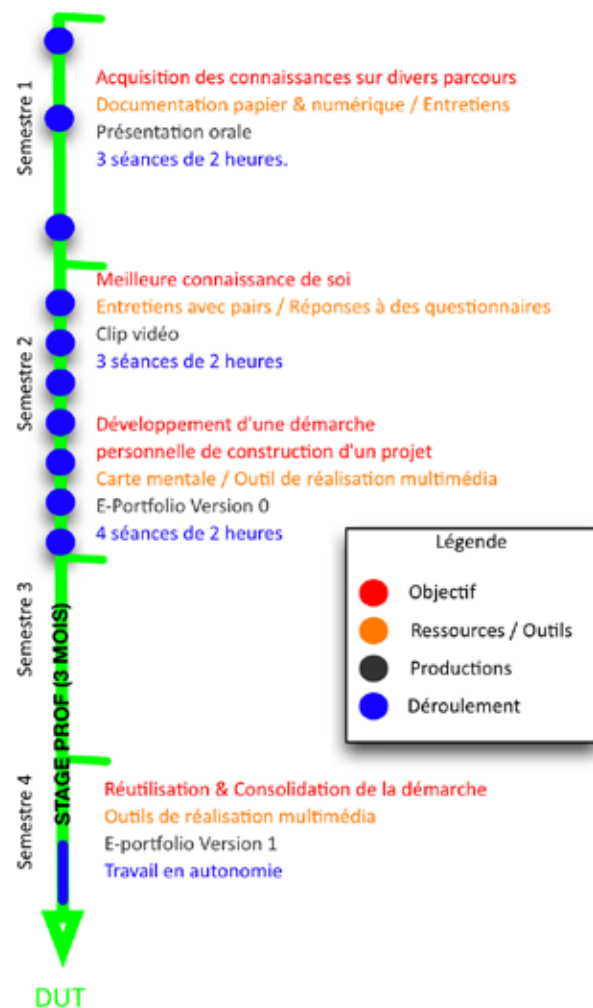 Semestre 1
Acquisition des connaissances sur divers parcours
Documentation papier & numérique / Entretiens
Présentation orale
3 séances de 2 heures.
Semestre 2
Meilleure connaissance de soi
Entretiens avec pairs / Réponses à des questionnaires
Clip vidéo
3 séances de 2 heures
Développement d'une démarche
personnelle de construction d'un projet
Carte mentale / Outil de réalisation multimédia
E-Portfolio Version 0
4 séances de 2 heures
Légende
Objectif
Ressources / Outils
Productions
Déroulement
Semestre 3
STAGE PROF (3 MOIS)
Semestre 4
Réutilisation & Consolidation de la démarche
Outils de réalisation multimédia
E-portfolio Version 1
Travail en autonomie
DUT